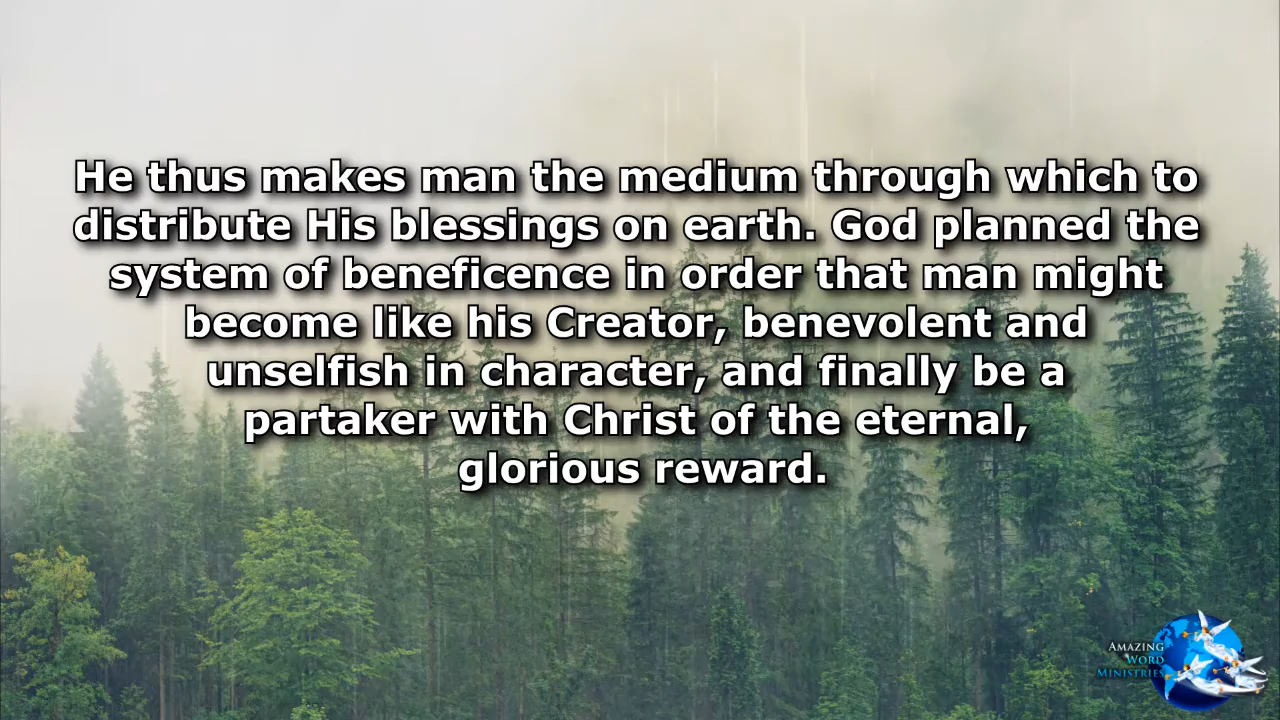 He thus makes man the medium through which to
distribute His blessings on earth. God planned the
system of beneficence in order that man might
become like his Creator, benevolent and
unselfish in character, and finally be a
partaker with Christ of the eternal,
glorious reward.
AMAZING
WORD
MINISTRIES